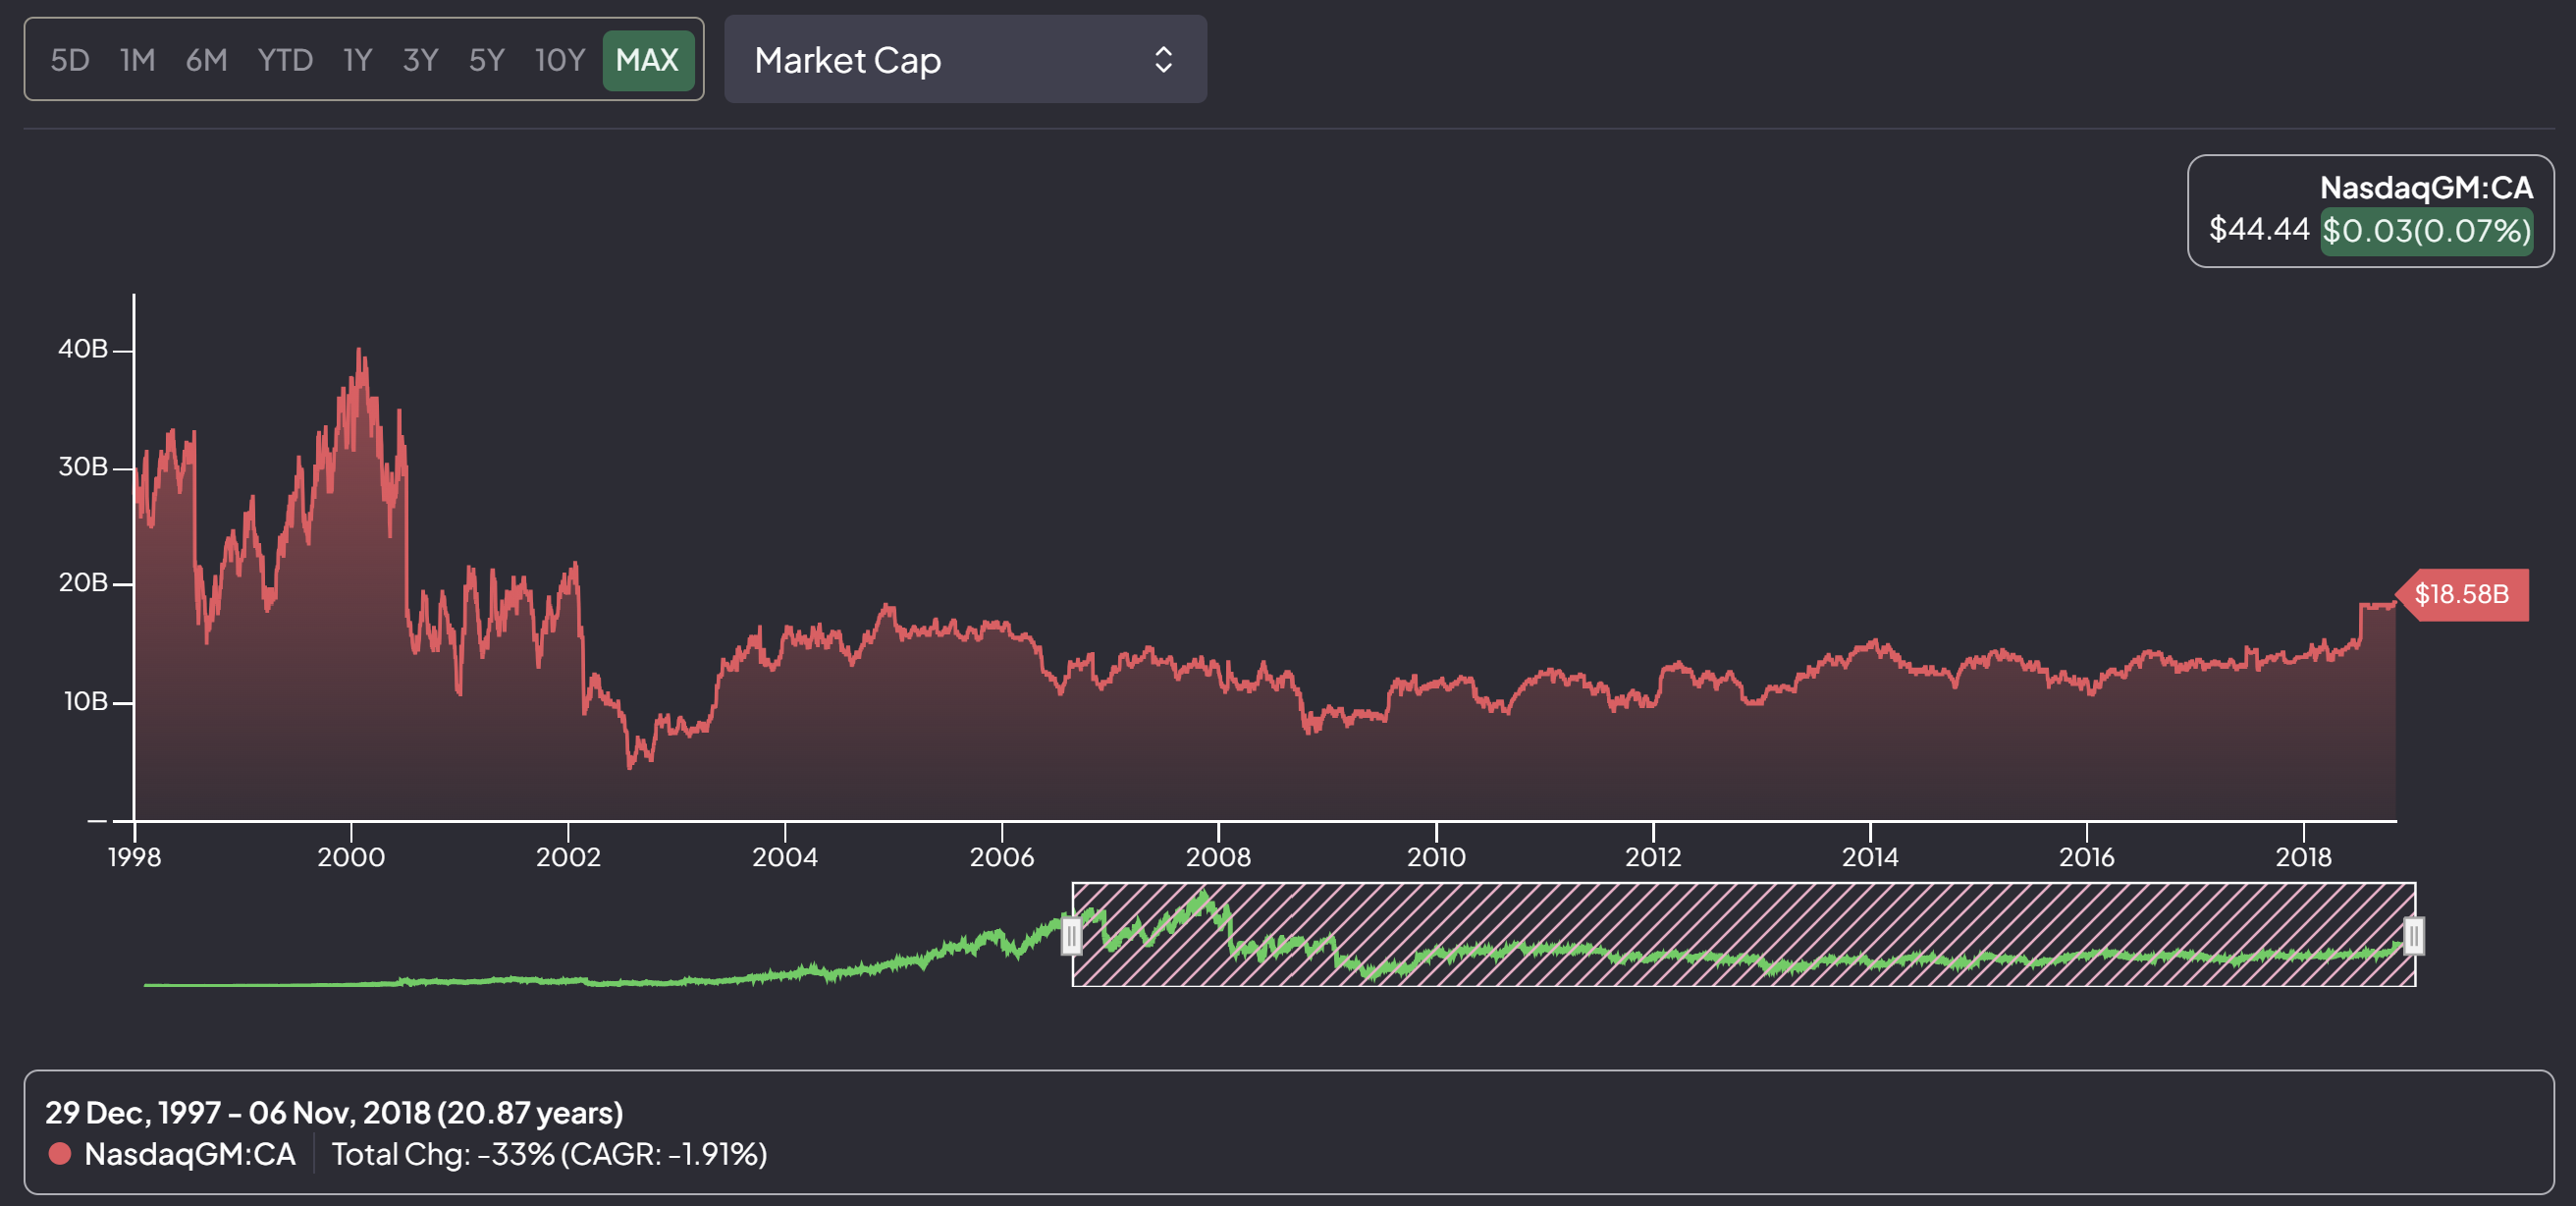 5D 1M 6M YTD 1Y 3Y 5Y 10Y MAX
Market Cap
NasdaqGM:CA
$44.44 $0.03(0.07%)
40B
30B
20B
10B
—
$18.58B
1998 2000 2002 2004 2006 2008 2010 2012 2014 2016 2018
29 Dec, 1997 - 06 Nov, 2018 (20.87 years)
NasdaqGM:CA Total Chg: -33% (CAGR: -1.91%)